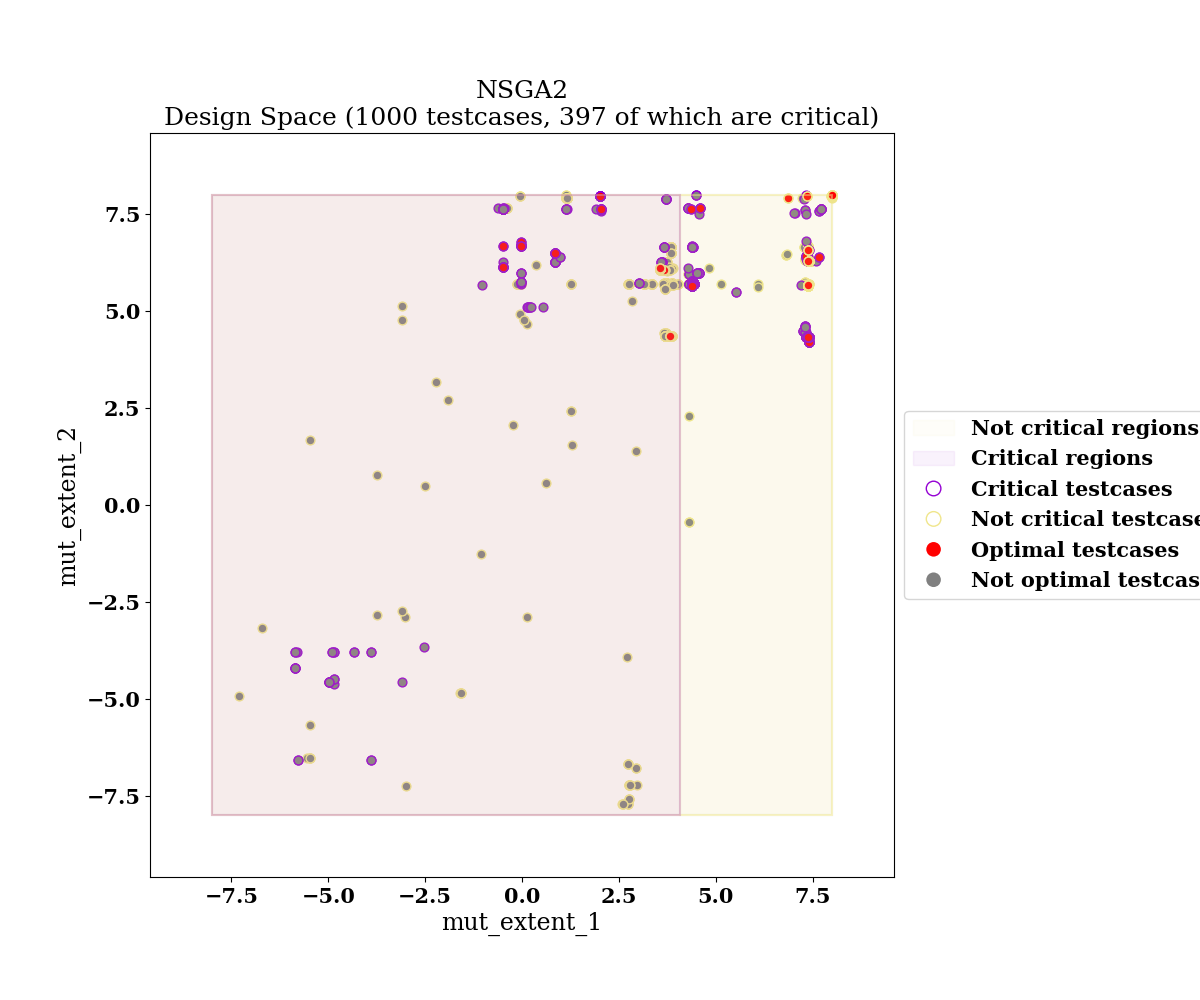 NSGA2
Design Space (1000 testcases, 397 of which are critical)
7.5
5.0
2.5
0.0
−2.5
−5.0
−7.5
mut_extent_2
−7.5
−5.0
−2.5
0.0
2.5
5.0
7.5
mut_extent_1
Not critical regions
Critical regions
Critical testcases
Not critical testcase
Optimal testcases
Not optimal testcas